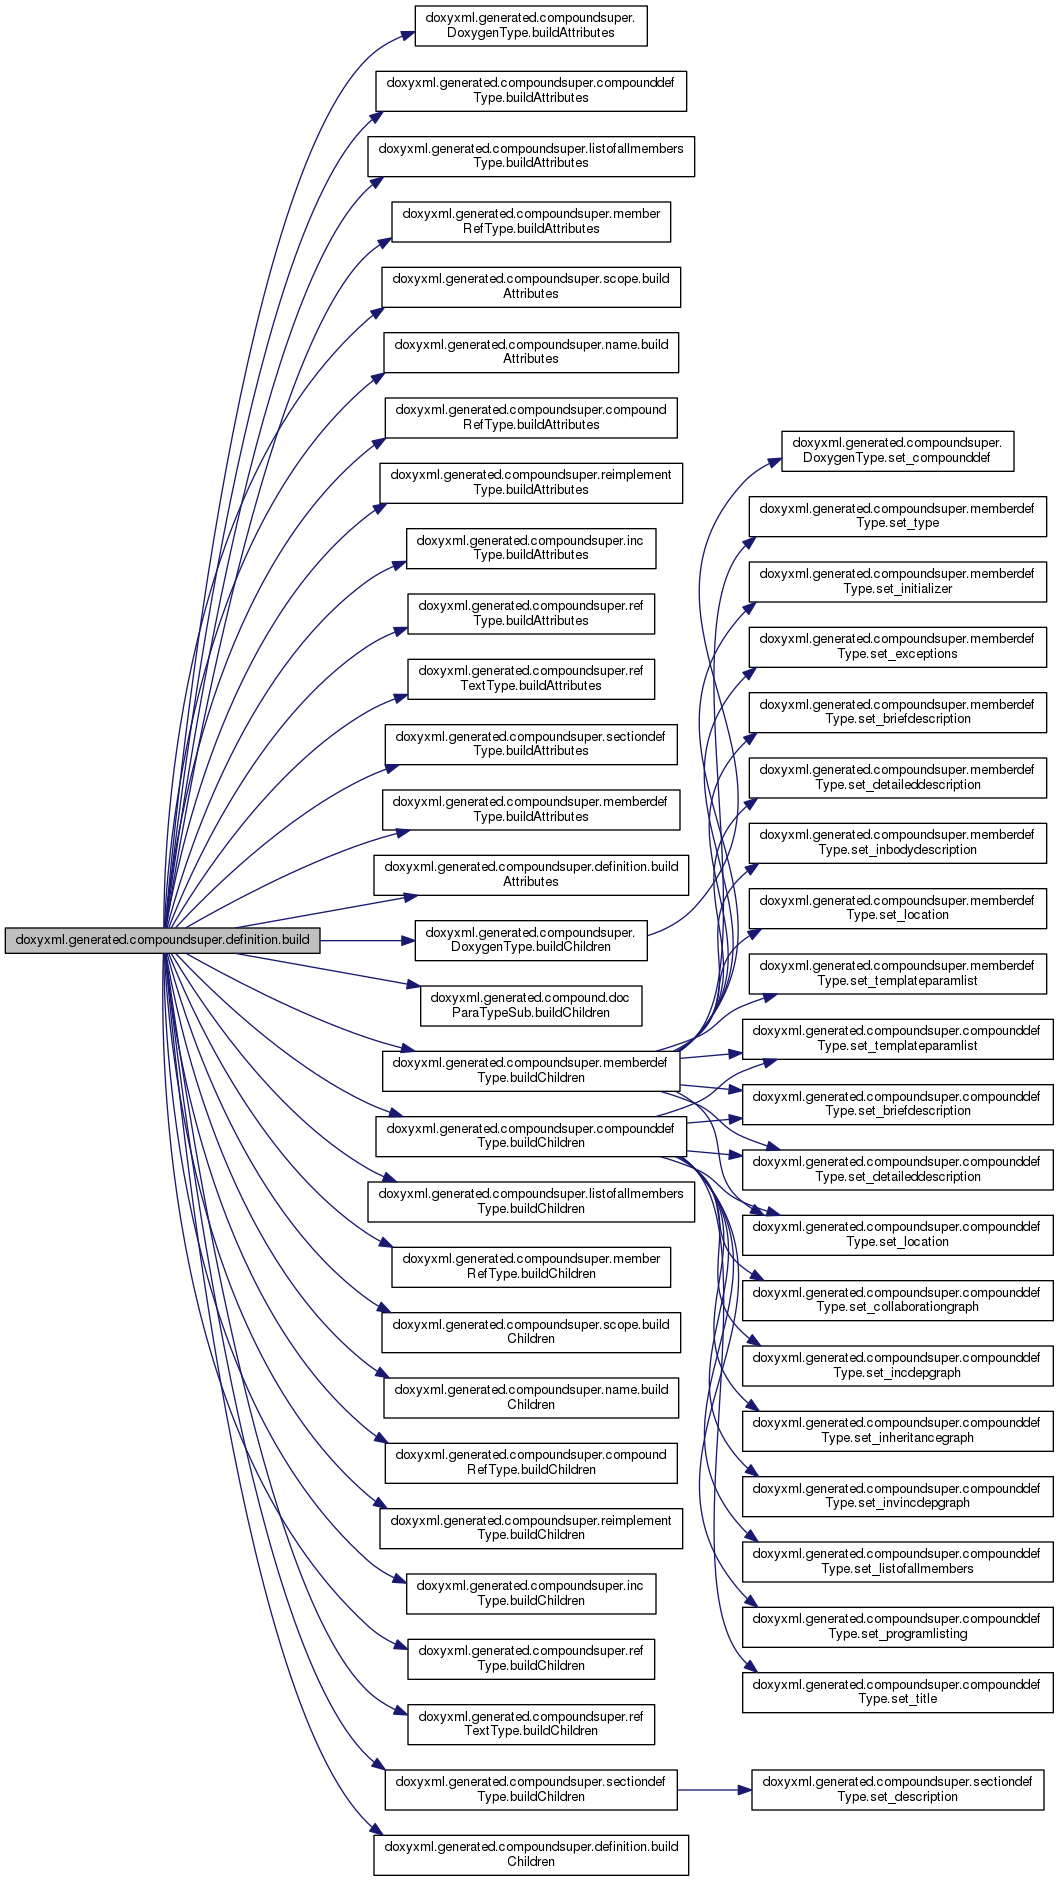 doxyxml.generated.compoundsuper.definition.build
doxyxml.generated.compoundsuper.
DoxygenType.buildAttributes
doxyxml.generated.compoundsuper.compounddef
Type.buildAttributes
doxyxml.generated.compoundsuper.listofallmembers
Type.buildAttributes
doxyxml.generated.compoundsuper.member
RefType.buildAttributes
doxyxml.generated.compoundsuper.scope.build
Attributes
doxyxml.generated.compoundsuper.name.build
Attributes
doxyxml.generated.compoundsuper.compound
RefType.buildAttributes
doxyxml.generated.compoundsuper.reimplement
Type.buildAttributes
doxyxml.generated.compoundsuper.inc
Type.buildAttributes
doxyxml.generated.compoundsuper.ref
Type.buildAttributes
doxyxml.generated.compoundsuper.ref
TextType.buildAttributes
doxyxml.generated.compoundsuper.sectiondef
Type.buildAttributes
doxyxml.generated.compoundsuper.memberdef
Type.buildAttributes
doxyxml.generated.compoundsuper.definition.build
Attributes
doxyxml.generated.compoundsuper.
DoxygenType.buildChildren
doxyxml.generated.compound.doc
ParaTypeSub.buildChildren
doxyxml.generated.compoundsuper.memberdef
Type.buildChildren
doxyxml.generated.compoundsuper.compounddef
Type.buildChildren
doxyxml.generated.compoundsuper.listofallmembers
Type.buildChildren
doxyxml.generated.compoundsuper.member
RefType.buildChildren
doxyxml.generated.compoundsuper.scope.build
Children
doxyxml.generated.compoundsuper.name.build
Children
doxyxml.generated.compoundsuper.compound
RefType.buildChildren
doxyxml.generated.compoundsuper.reimplement
Type.buildChildren
doxyxml.generated.compoundsuper.inc
Type.buildChildren
doxyxml.generated.compoundsuper.ref
Type.buildChildren
doxyxml.generated.compoundsuper.ref
TextType.buildChildren
doxyxml.generated.compoundsuper.sectiondef
Type.buildChildren
doxyxml.generated.compoundsuper.definition.build
Children
doxyxml.generated.compoundsuper.
DoxygenType.set_compounddef
doxyxml.generated.compoundsuper.memberdef
Type.set_type
doxyxml.generated.compoundsuper.memberdef
Type.set_initializer
doxyxml.generated.compoundsuper.memberdef
Type.set_exceptions
doxyxml.generated.compoundsuper.memberdef
Type.set_briefdescription
doxyxml.generated.compoundsuper.memberdef
Type.set_detaileddescription
doxyxml.generated.compoundsuper.memberdef
Type.set_inbodydescription
doxyxml.generated.compoundsuper.memberdef
Type.set_location
doxyxml.generated.compoundsuper.memberdef
Type.set_templateparamlist
doxyxml.generated.compoundsuper.compounddef
Type.set_templateparamlist
doxyxml.generated.compoundsuper.compounddef
Type.set_briefdescription
doxyxml.generated.compoundsuper.compounddef
Type.set_detaileddescription
doxyxml.generated.compoundsuper.compounddef
Type.set_location
doxyxml.generated.compoundsuper.compounddef
Type.set_collaborationgraph
doxyxml.generated.compoundsuper.compounddef
Type.set_incdepgraph
doxyxml.generated.compoundsuper.compounddef
Type.set_inheritancegraph
doxyxml.generated.compoundsuper.compounddef
Type.set_invincdepgraph
doxyxml.generated.compoundsuper.compounddef
Type.set_listofallmembers
doxyxml.generated.compoundsuper.compounddef
Type.set_programlisting
doxyxml.generated.compoundsuper.compounddef
Type.set_title
doxyxml.generated.compoundsuper.sectiondef
Type.set_description